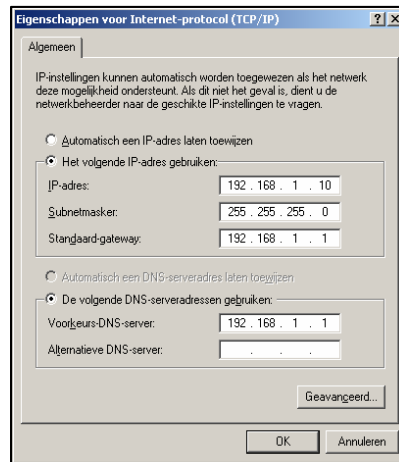 Eigenschappen voor Internet-protocol (TCP/IP)
Algemeen
IP-instellingen kunnen automatisch worden toegewezen als het netwerk
deze mogelijkheid ondersteunt. Als dit niet het geval is, dient u de
netwerkbeheerder naar de geschikte IP-instellingen te vragen.
Automatisch een IP-adres laten toewijzen
Het volgende IP-adres gebruiken:
IP-adres: 192 . 168 . 1 . 10
Subnetmasker: 255 . 255 . 255 . 0
Standaard-gateway: 192 . 168 . 1 . 1
Automatisch een DNS-serveradres laten toewijzen
De volgende DNS-serveradressen gebruiken:
Voorkeurs-DNS-server: 192 . 168 . 1 . 1
Alternatieve DNS-server: . . .
Geavanceerd...
OK Annuleren